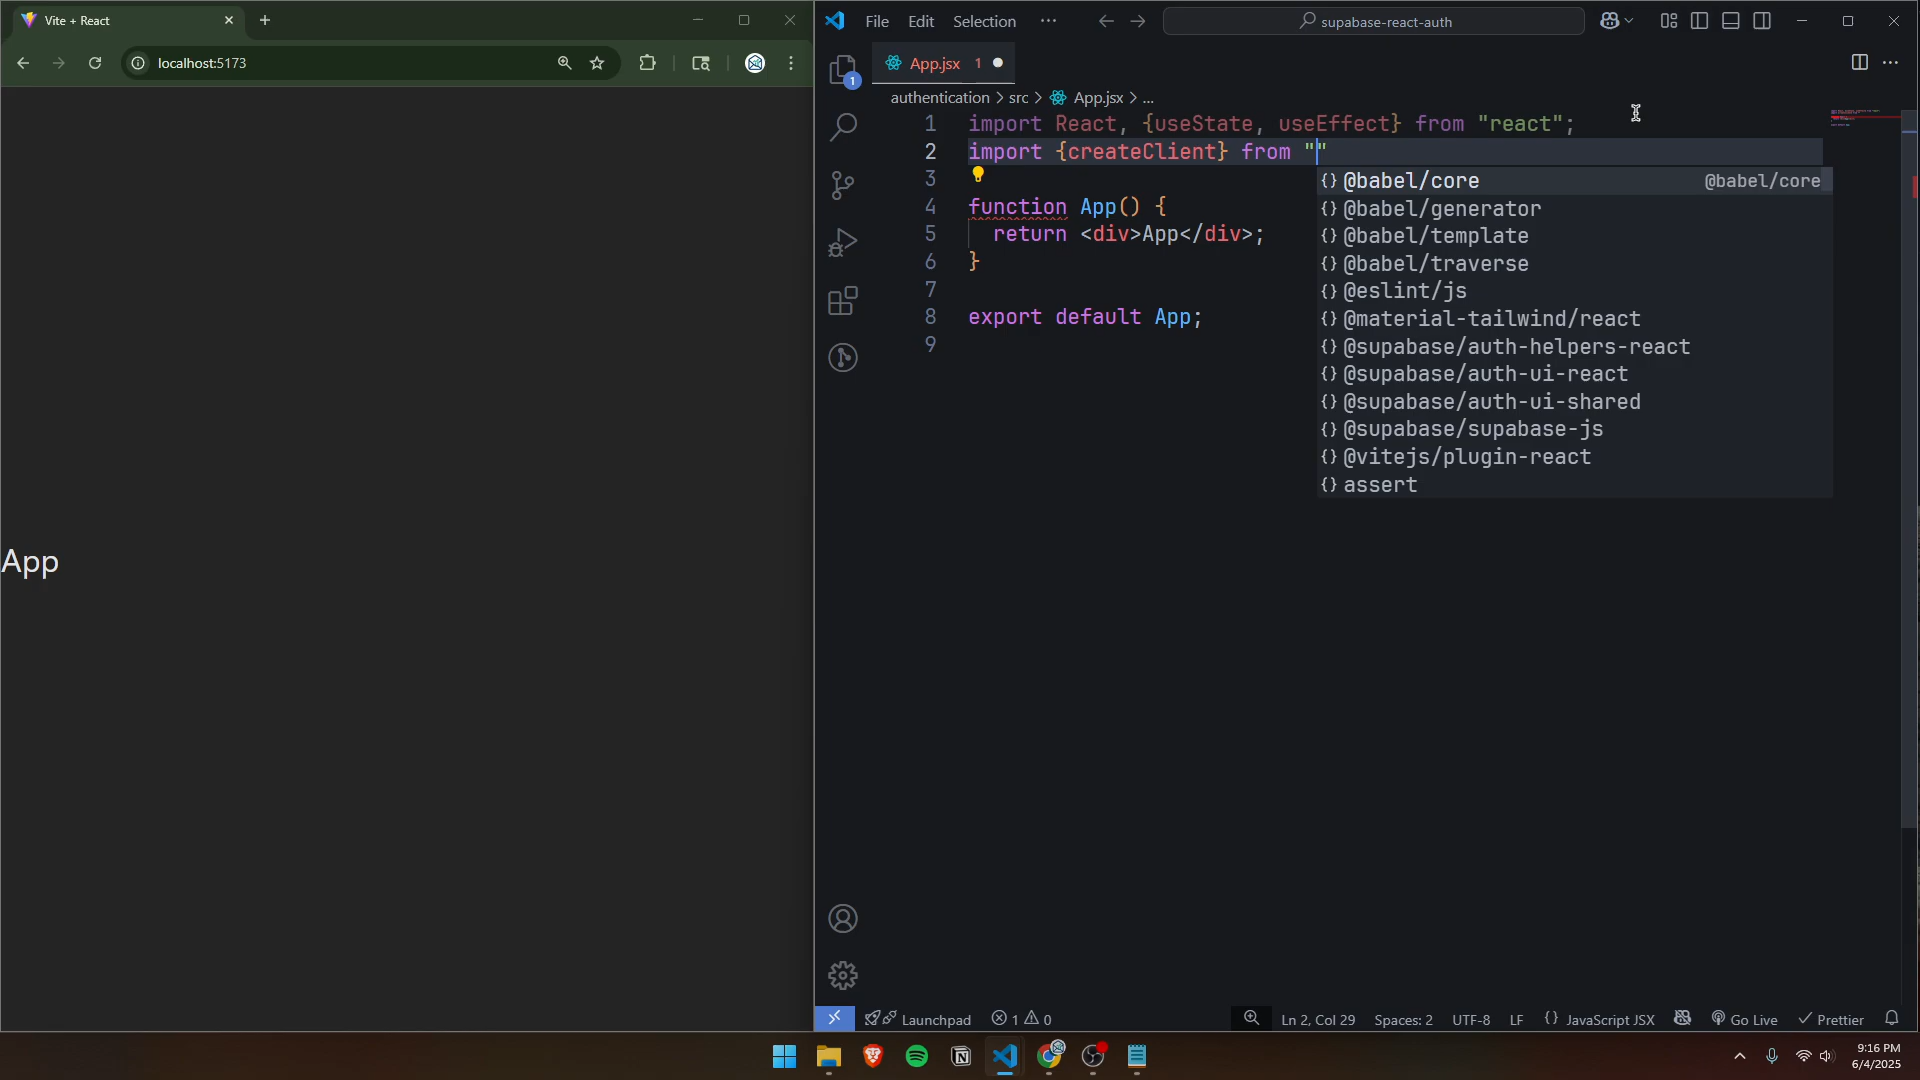 Vite + React
localhost:5173
App
File Edit Selection
supabase-react-auth
1
App.jsx 1
authentication > src > App.jsx > ...
1 import React, {useState, useEffect} from "react";
2 import {createClient} from ""
3
4 function App() {
5 return <div>App</div>;
6 }
7
8 export default App;
9
{} @babel/core @babel/core
{} @babel/generator
{} @babel/template
{} @babel/traverse
{} @eslint/js
{} @material-tailwind/react
{} @supabase/auth-helpers-react
{} @supabase/auth-ui-react
{} @supabase/auth-ui-shared
{} @supabase/supabase-js
{} @vitejs/plugin-react
{} assert
Launchpad 1 0 Ln 2, Col 29 Spaces: 2 UTF-8 LF {} JavaScript JSX Go Live Prettier
9:16 PM
6/4/2025